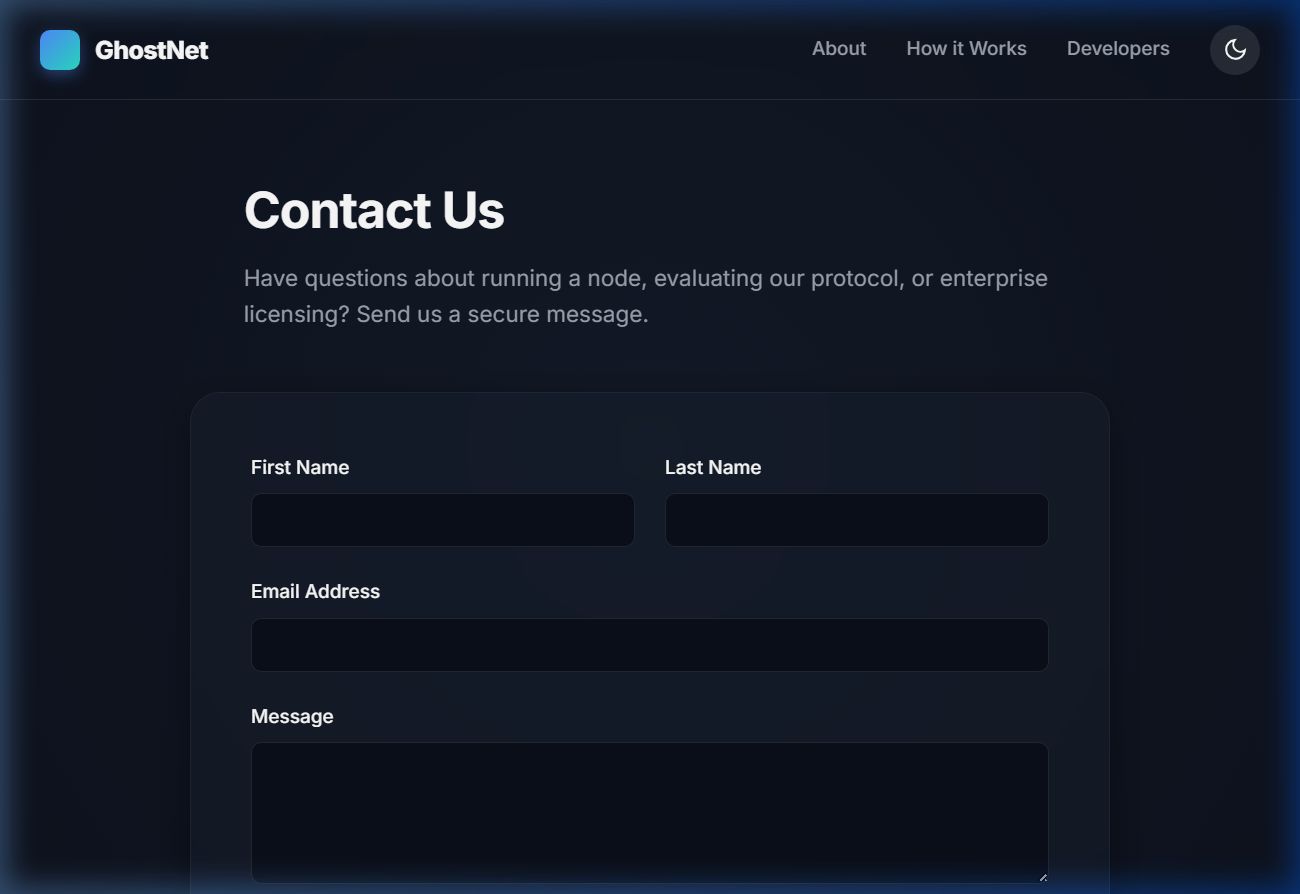 GhostNet
About
How it Works
Developers
Contact Us
Have questions about running a node, evaluating our protocol, or enterprise
licensing? Send us a secure message.
First Name
Last Name
Email Address
Message